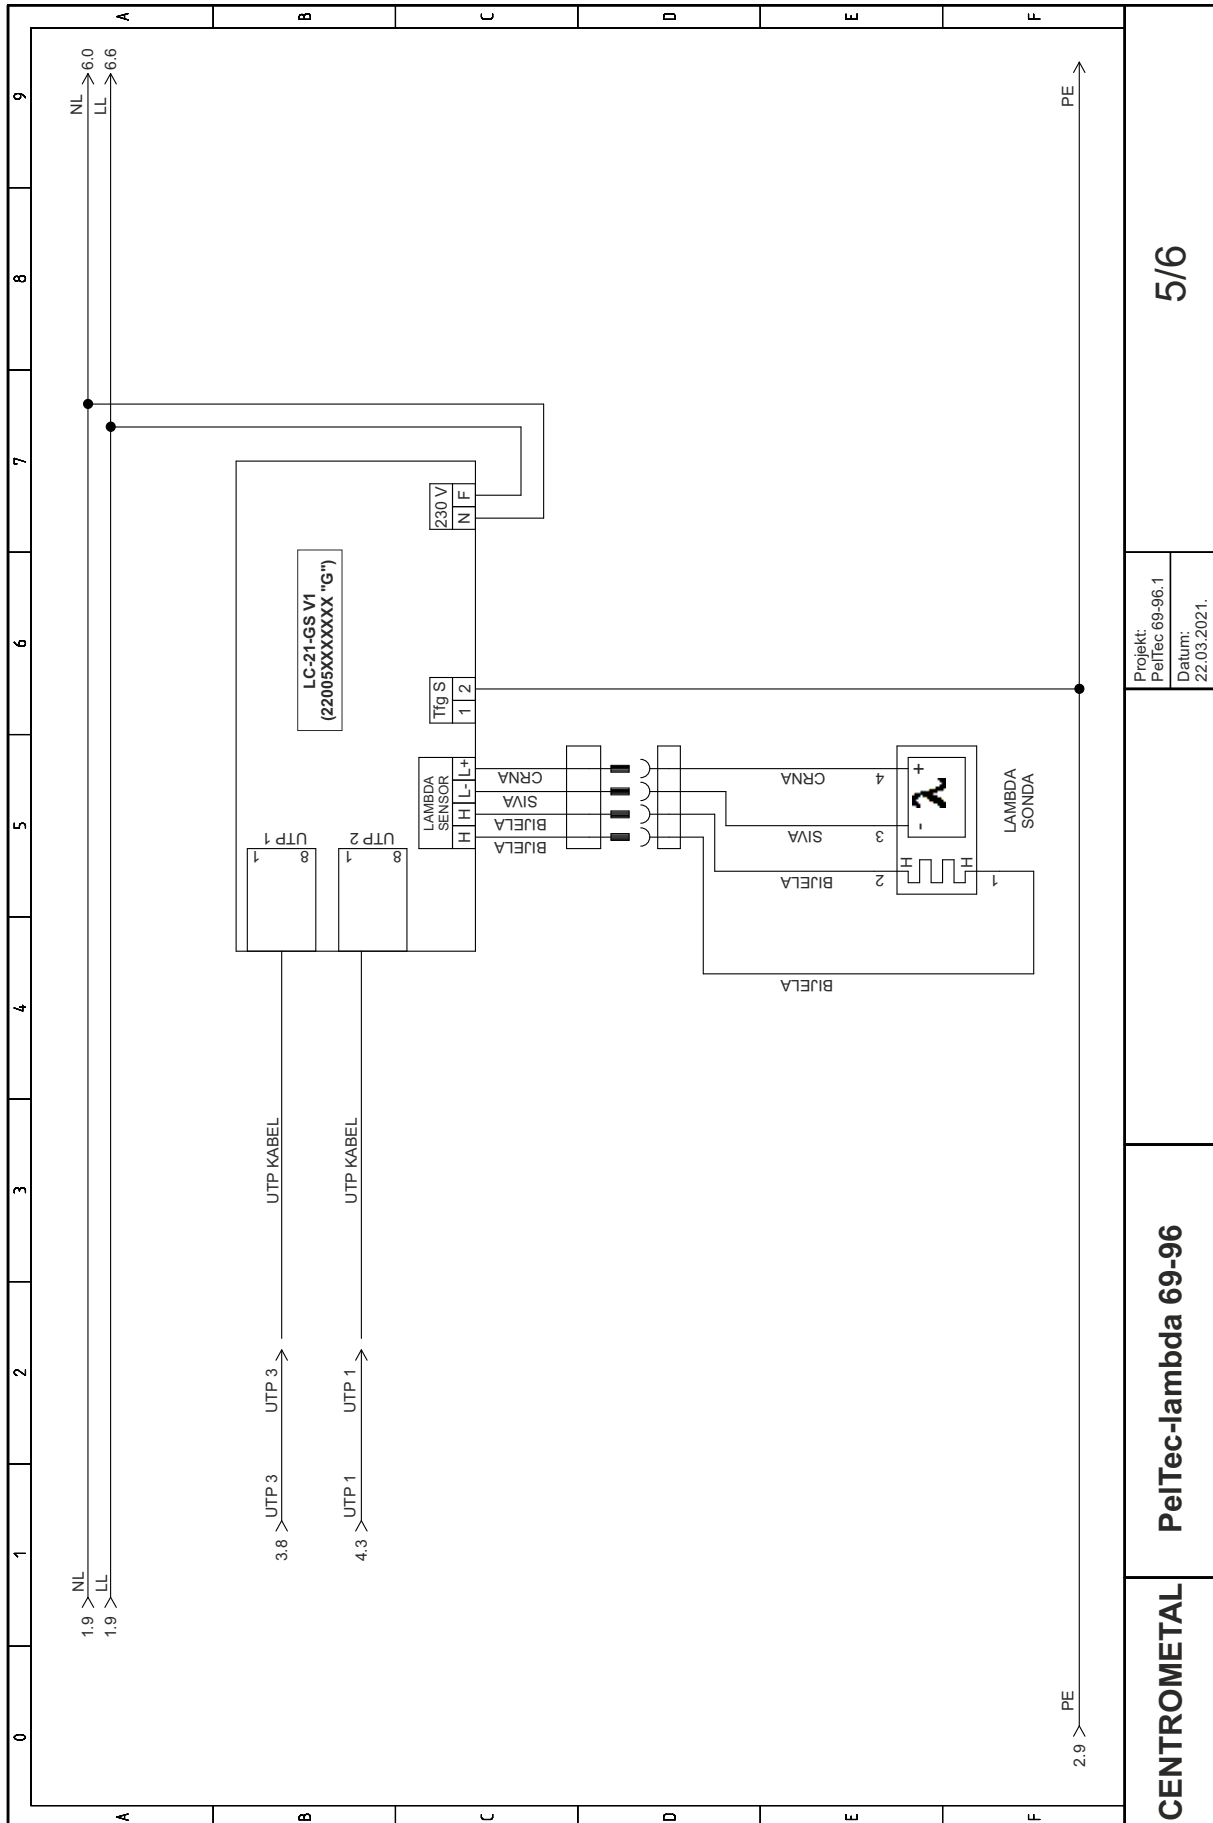 0 1 2 3 4 5 6 7 8 9
A
A
B
B
C
C
D
D
E
E
F
F
1.9 NL
NL 6.0
1.9 LL
LL 6.6
3.8 UTP 3
UTP 3
UTP KABEL
4.3 UTP 1
UTP 1
UTP KABEL
1
8
UTP 1
1
8
UTP 2
LC-21-GS V1
(22005XXXXXXX "G")
LAMBDA
SENSOR
H H L- L+
Tfg S
1 2
230 V
N F
BIJELA
BIJELA
SIVA
CRNA
BIJELA
BIJELA
SIVA
CRNA
2
3
4
H
H
-
+
λ
1
LAMBDA
SONDA
2.9 PE
PE
CENTROMETAL
PelTec-lambda 69-96
Projekt:
PelTec 69-96.1
Datum:
22.03.2021.
5/6